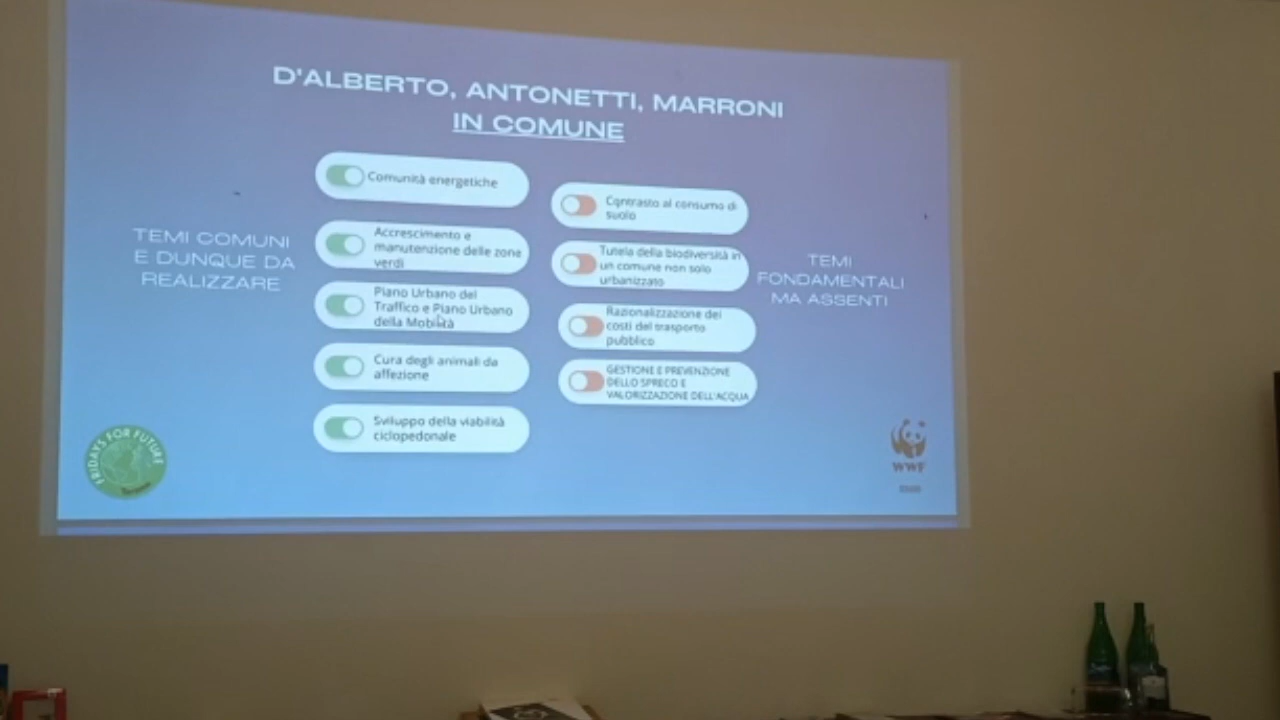 D'ALBERTO, ANTONETTI, MARRONI
IN COMUNE
TEMI COMUNI
E DUNQUE DA
REALIZZARE
Comunità energetiche
Accrescimento e
manutenzione delle zone
verdi
Piano Urbano del
Traffico e Piano Urbano
della Mobilità
Cura degli animali da
affezione
Sviluppo della viabilità
ciclopedonale
Contrasto al consumo di
suolo
Tutela della biodiversità in
un comune non solo
urbanizzato
Razionalizzazione dei
costi del trasporto
pubblico
GESTIONE E PREVENZIONE
DELLO SPRECO E
VALORIZZAZIONE DELL'ACQUA
TEMI
FONDAMENTALI
MA ASSENTI
FRIDAYS FOR FUTURE
WWF